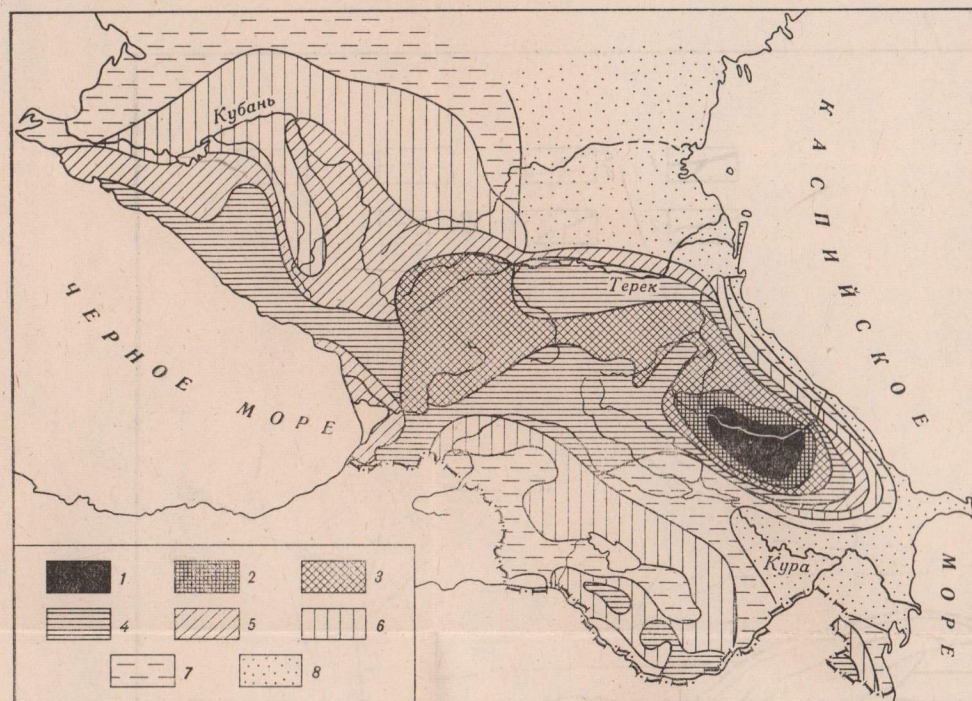 Кубань
КАСПИЙСКОЕ
Терек
ЧЕРНОЕ МОРЕ
Кура
МОРЕ
1 2 3
4 5 6
7 8